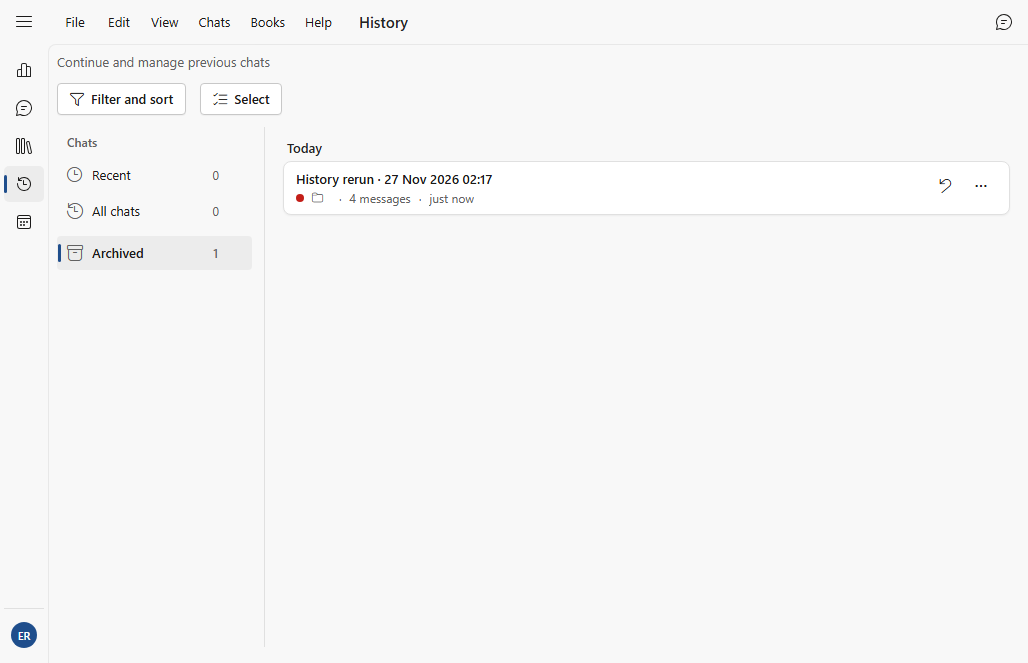 File Edit View Chats Books Help History
Continue and manage previous chats
Filter and sort Select
Chats
Recent 0
All chats 0
Archived 1
Today
History rerun · 27 Nov 2026 02:17
· 4 messages · just now
ER